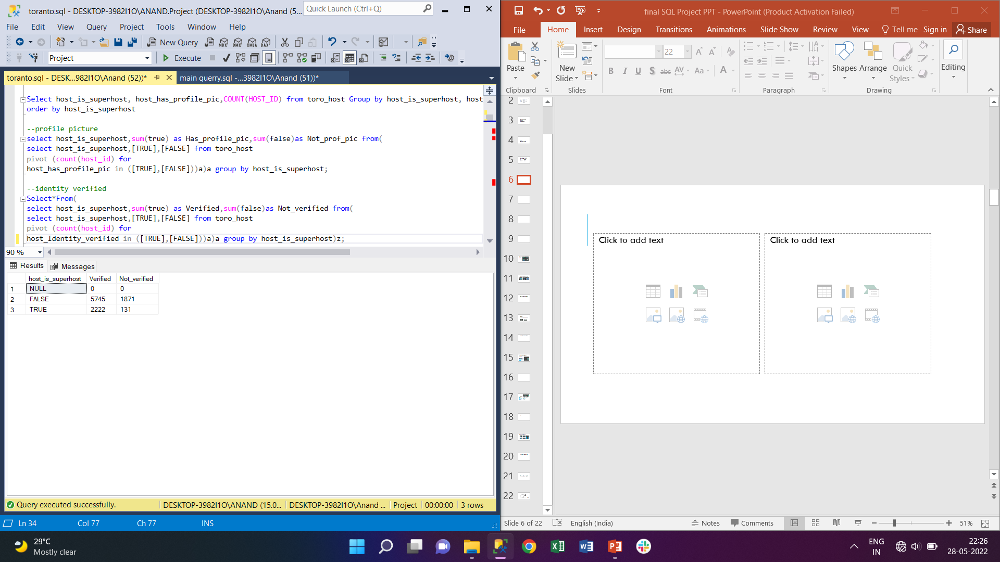 toranto.sql - DESKTOP-3982I1O\ANAND.Project (DESKTOP-3982I1O\Anand (5...
Quick Launch (Ctrl+Q)
File Edit View Query Project Tools Window Help
New Query
MDX DMX XMLA DAX
Project
Execute
toranto.sql - DESK...982I1O\Anand (52))*
main querry.sql -...3982I1O\Anand (51))*
Select host_is_superhost, host_has_profile_pic,COUNT(HOST_ID) from toro_host Group by host_is_superhost, host_
order by host_is_superhost
--profile picture
select host_is_superhost,sum(true) as Has_profile_pic,sum(false)as Not_prof_pic from(
select host_is_superhost,[TRUE],[FALSE] from toro_host
pivot (count(host_id) for
host_has_profile_pic in ([TRUE],[FALSE]))a)a group by host_is_superhost;
--identity verified
Select*From(
select host_is_superhost,sum(true) as Verified,sum(false)as Not_verified from(
select host_is_superhost,[TRUE],[FALSE] from toro_host
pivot (count(host_id) for
host_Identity_verified in ([TRUE],[FALSE]))a)a group by host_is_superhost)z;
90 %
Results Messages
host_is_superhost Verified Not_verified
1 NULL 0 0
2 FALSE 5745 1871
3 TRUE 2222 131
Query executed successfully.
DESKTOP-3982I1O\ANAND (15.0...
DESKTOP-3982I1O\Anand ...
Project
00:00:00
3 rows
Ln 34 Col 77 Ch 77 INS
final SQL Project PPT - PowerPoint (Product Activation Failed)
File Home Insert Design Transitions Animations Slide Show Review View Tell me Sign in Share
Paste
New
Slide
22
B I U S abc AV Aa A
Shapes Arrange Quick
Styles
Editing
Clipboard Slides Font Paragraph Drawing
2
3
4
5
6
7
8
9
10
11
12
13
14
15
16
17
18
19
20
21
22
Click to add text
Click to add text
Slide 6 of 22
English (India)
Notes
Comments
51%
29°C
Mostly clear
ENG
IN
22:26
28-05-2022